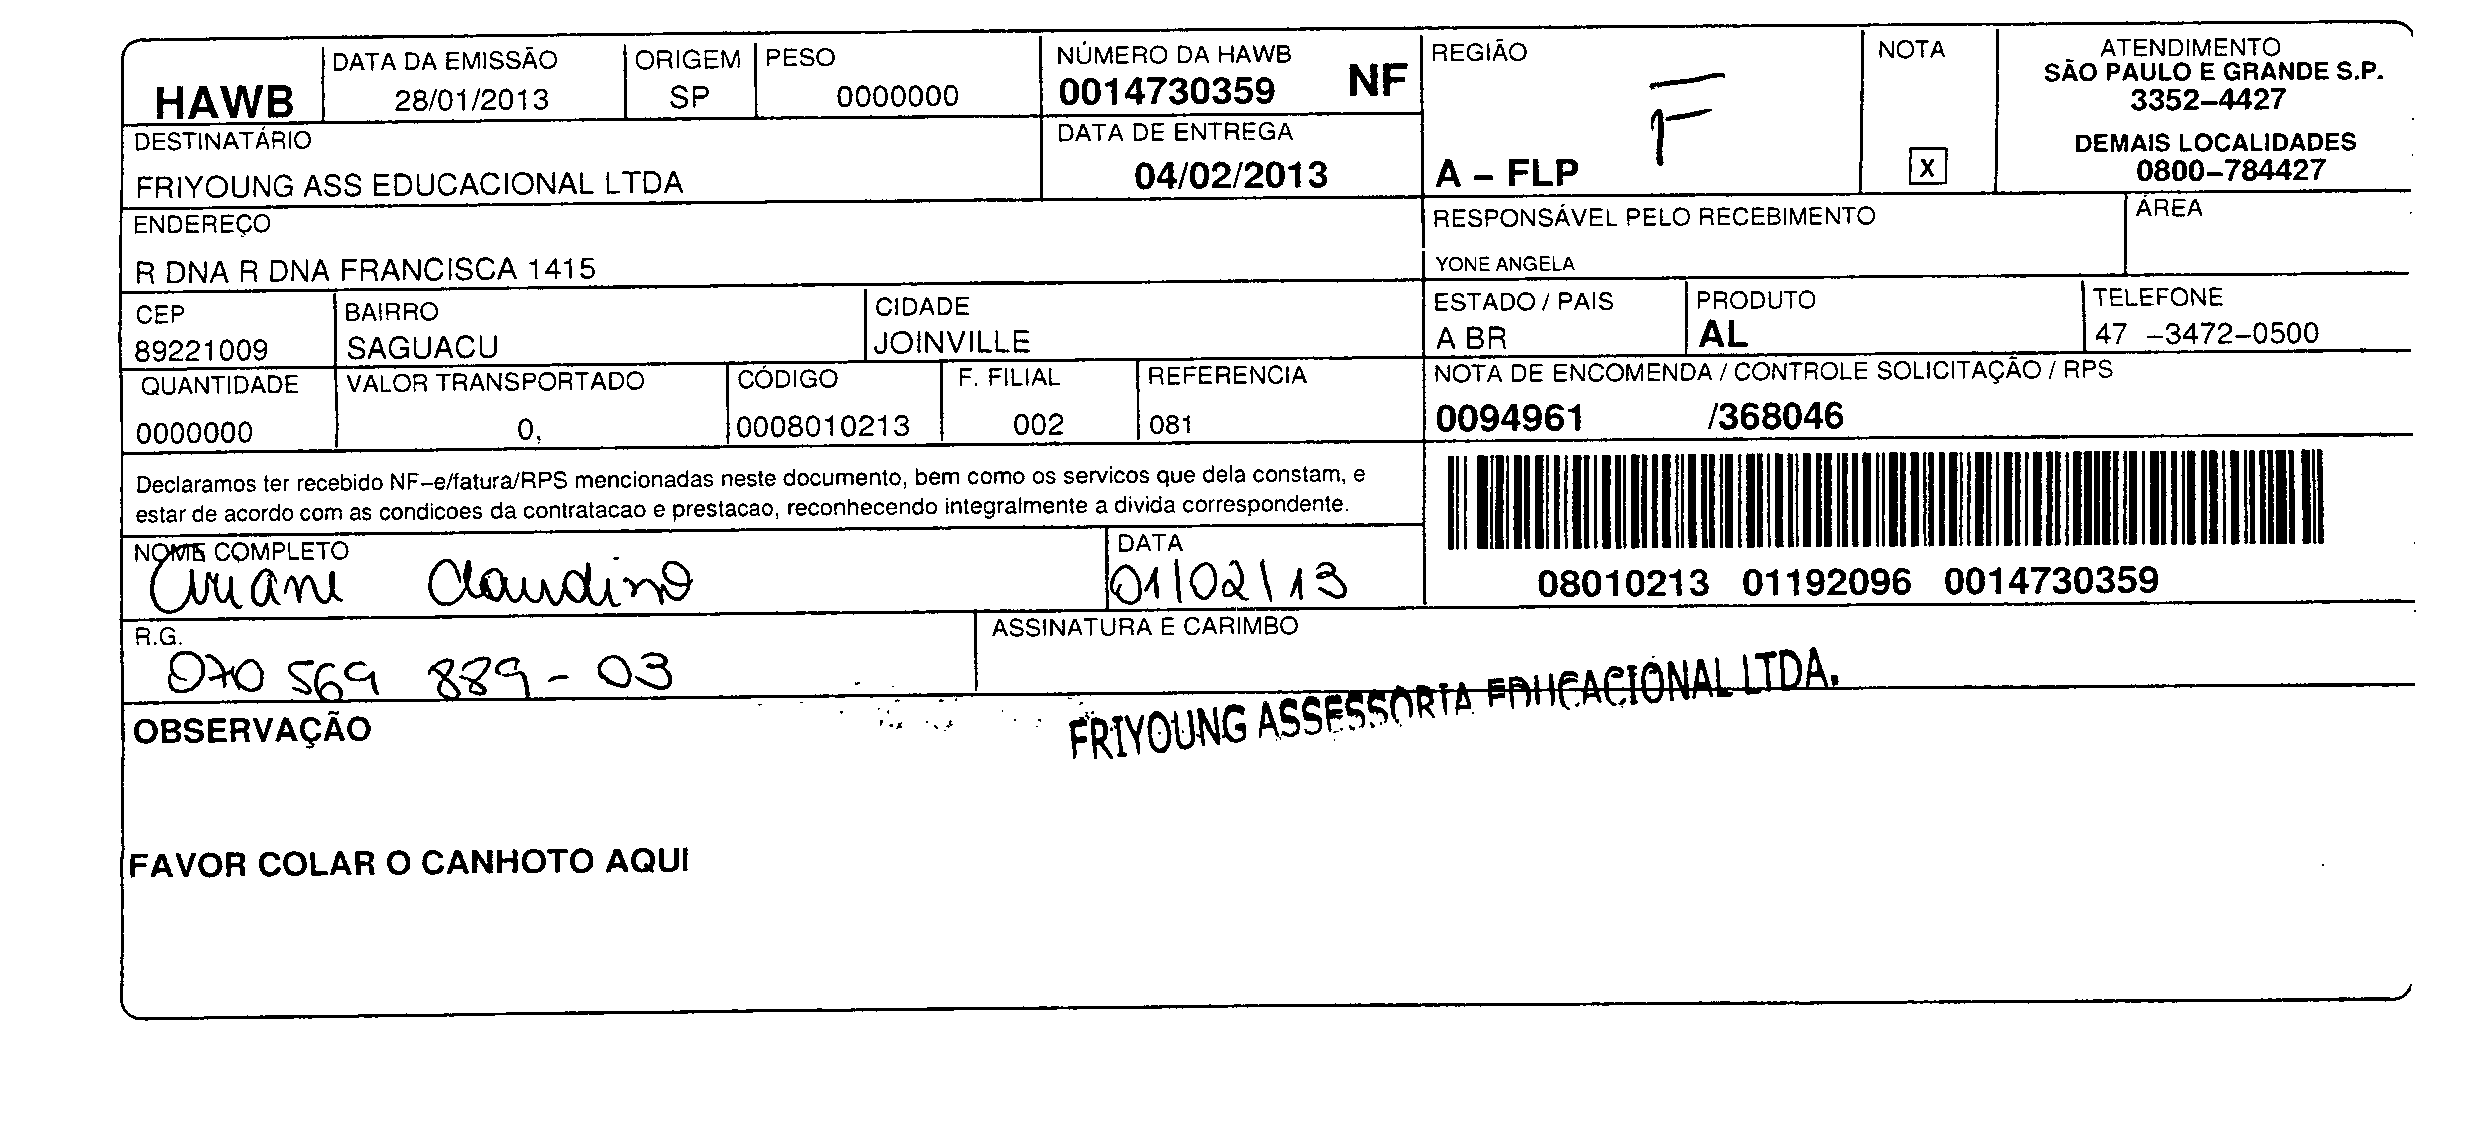 HAWB
DATA DA EMISSÃO
28/01/2013
ORIGEM
SP
PESO
0000000
NÚMERO DA HAWB
0014730359 NF
REGIÃO
A – FLP
NOTA
X
ATENDIMENTO
SÃO PAULO E GRANDE S.P.
3352–4427
DEMAIS LOCALIDADES
0800–784427
DESTINATÁRIO
FRIYOUNG ASS EDUCACIONAL LTDA
DATA DE ENTREGA
04/02/2013
ENDEREÇO
R DNA R DNA FRANCISCA 1415
RESPONSÁVEL PELO RECEBIMENTO
YONE ANGELA
ÁREA
CEP
89221009
BAIRRO
SAGUACU
CIDADE
JOINVILLE
ESTADO / PAIS
A BR
PRODUTO
AL
TELEFONE
47 –3472–0500
QUANTIDADE
0000000
VALOR TRANSPORTADO
0,
CÓDIGO
0008010213
F. FILIAL
002
REFERENCIA
081
NOTA DE ENCOMENDA / CONTROLE SOLICITAÇÃO / RPS
0094961 /368046
Declaramos ter recebido NF–e/fatura/RPS mencionadas neste documento, bem como os servicos que dela constam, e
estar de acordo com as condicoes da contratacao e prestacao, reconhecendo integralmente a divida correspondente.
08010213 01192096 0014730359
NOME COMPLETO
Claudino
DATA
01/02/13
R.G.
070 569 889-03
ASSINATURA E CARIMBO
FRIYOUNG ASSESSORIA EDUCACIONAL LTDA.
OBSERVAÇÃO
FAVOR COLAR O CANHOTO AQUI